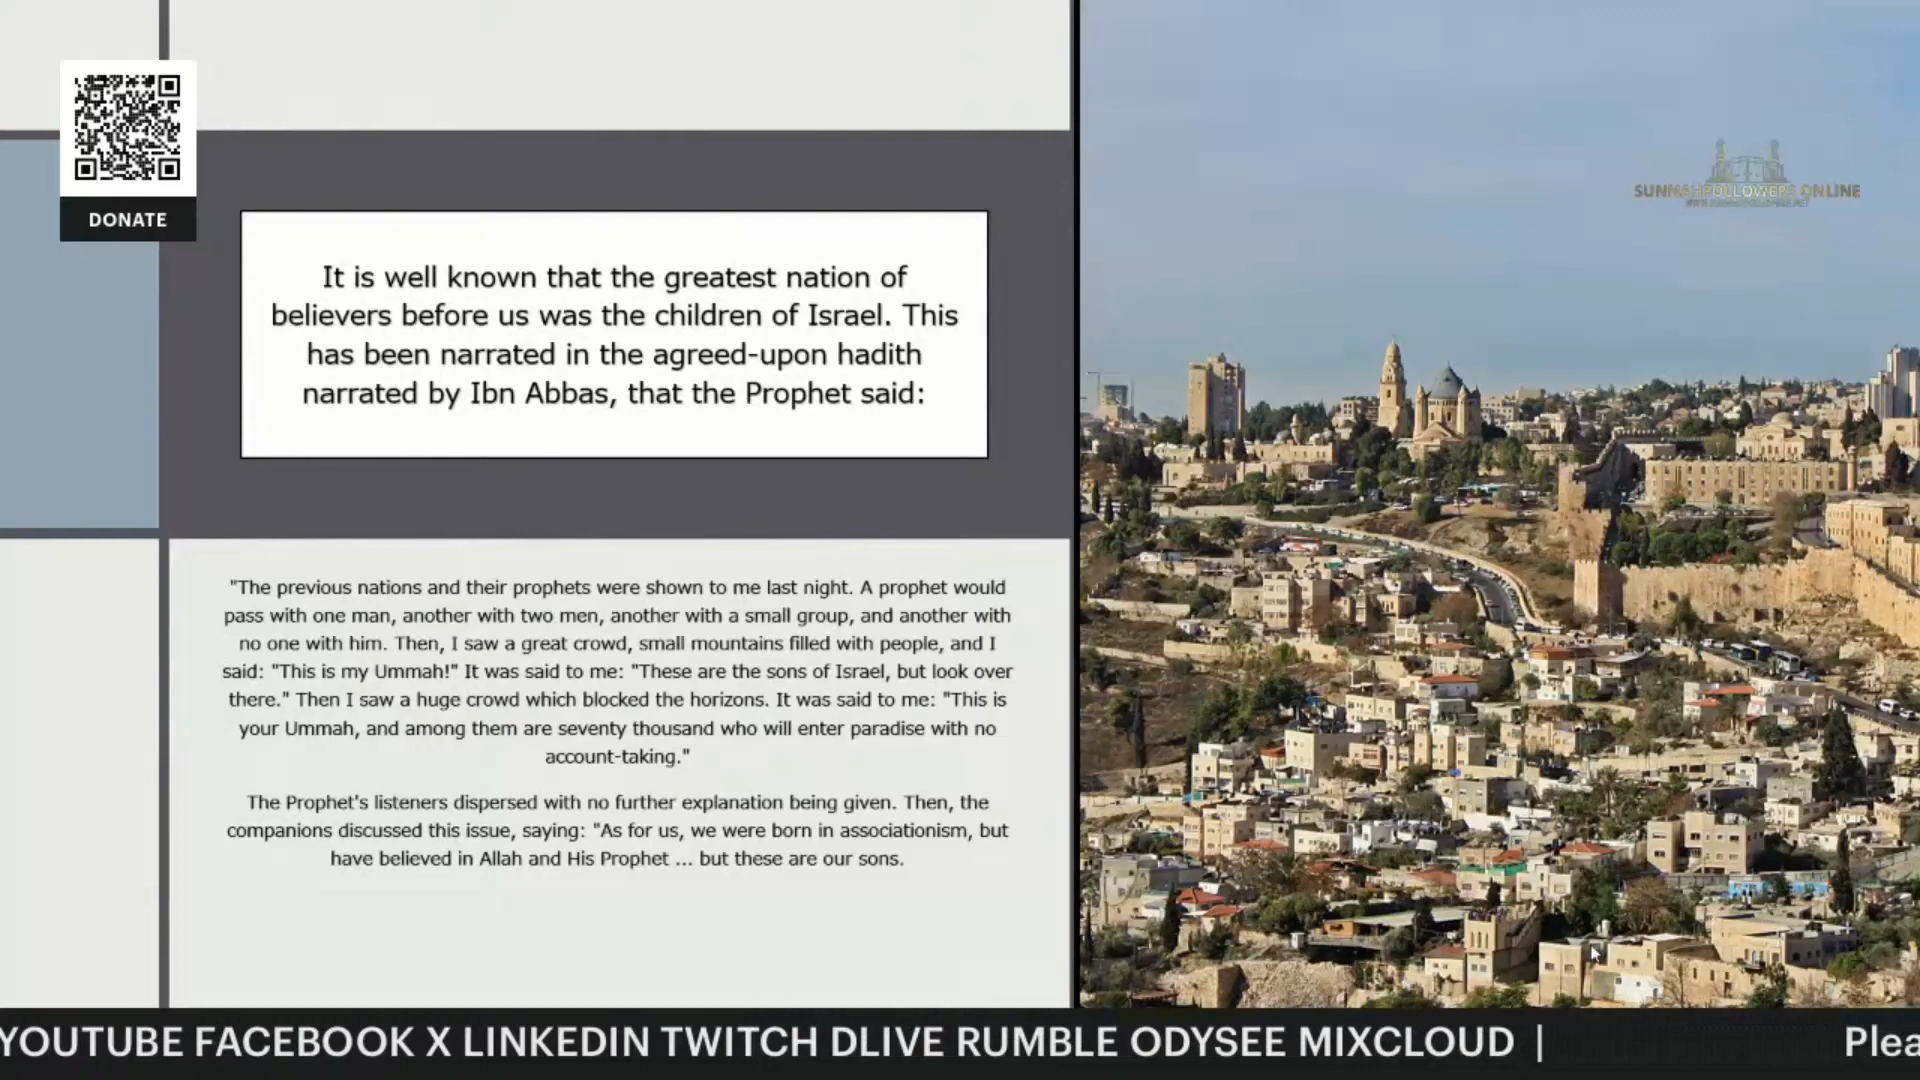 DONATE
It is well known that the greatest nation of
believers before us was the children of Israel. This
has been narrated in the agreed-upon hadith
narrated by Ibn Abbas, that the Prophet said:
"The previous nations and their prophets were shown to me last night. A prophet would
pass with one man, another with two men, another with a small group, and another with
no one with him. Then, I saw a great crowd, small mountains filled with people, and I
said: "This is my Ummah!" It was said to me: "These are the sons of Israel, but look over
there." Then I saw a huge crowd which blocked the horizons. It was said to me: "This is
your Ummah, and among them are seventy thousand who will enter paradise with no
account-taking."
The Prophet's listeners dispersed with no further explanation being given. Then, the
companions discussed this issue, saying: "As for us, we were born in associationism, but
have believed in Allah and His Prophet ... but these are our sons.
SUNNAHFOLLOWERS ONLINE
YOUTUBE FACEBOOK X LINKEDIN TWITCH DLIVE RUMBLE ODYSEE MIXCLOUD | Plea